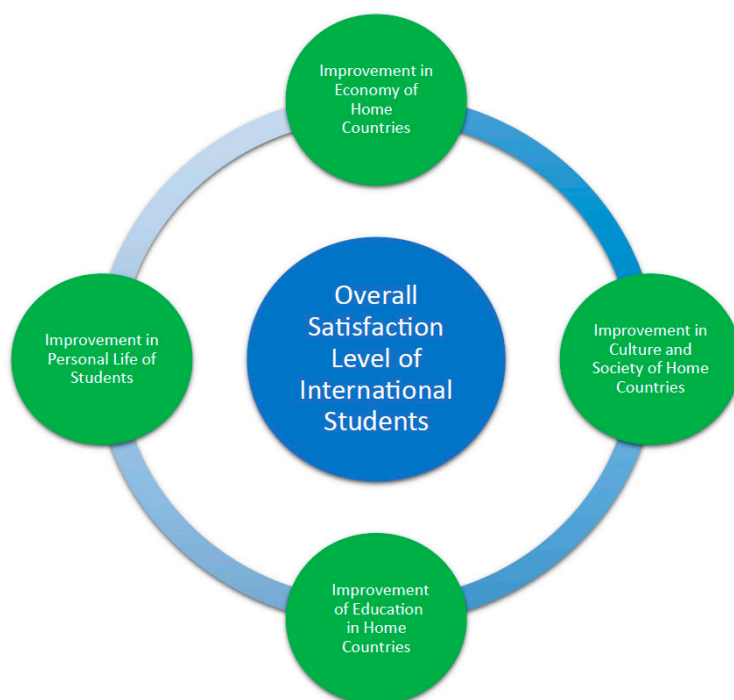 Improvement in
Economy of
Home
Countries
Overall
Satisfaction
Level of
International
Students
Improvement in
Personal Life of
Students
Improvement in
Culture and
Society of Home
Countries
Improvement
of Education
in Home
Countries